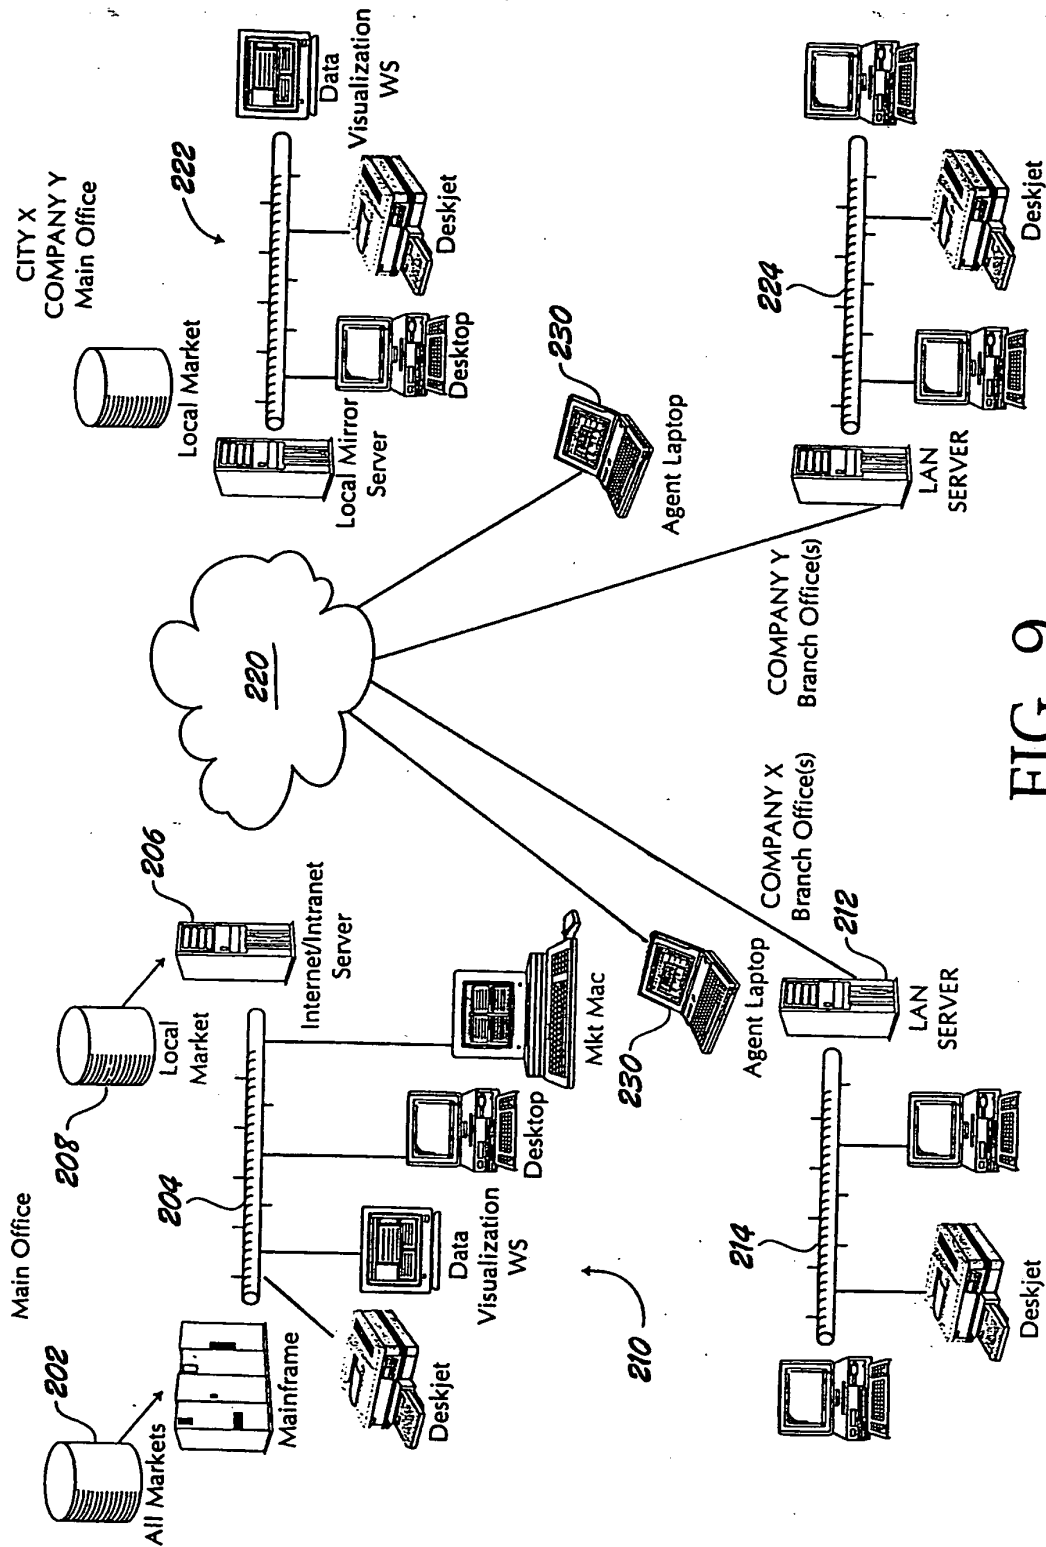 Main Office
202
All Markets
Mainframe
Deskjet
204
208
Local
Market
206
Internet/Intranet
Server
Data
Visualization
WS
Desktop
Mkt Mac
210
220
CITY X
COMPANY Y
Main Office
Local Market
Local Mirror
Server
222
Data
Visualization
WS
Desktop
Deskjet
230
Agent Laptop
230
Agent Laptop
COMPANY X
Branch Office(s)
212
LAN
SERVER
214
Deskjet
COMPANY Y
Branch Office(s)
LAN
SERVER
224
Deskjet
FIG. 9